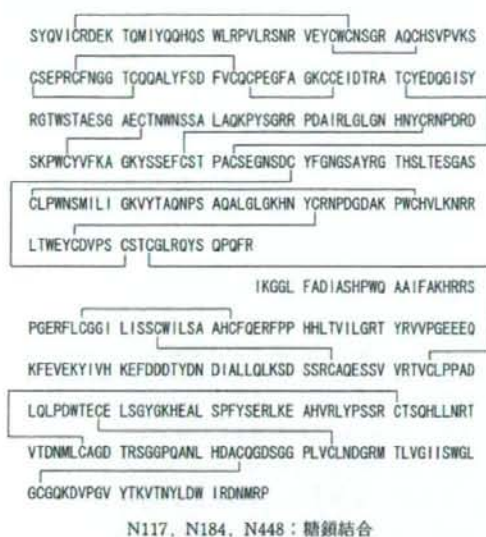 SYQVICRDEK TQMIYQQHQS WLRPVLRSNR VEYCWCNSGR AQCHSVPVKS
CSEPRCFNGG TCQQALYFSD FVCQCPEGFA GKCCEIDTRA TCYEDQGISY
RGTWSTAESG AECTNWNSSA LAQKPYSGRR PDAIRLGLGN HNYCRNPDRD
SKPWCYVFKA GKYSSEFCST PACSEGNSDC YFGNGSAYRG THSLTESGAS
CLPWNSMILI GKVYTAQNPS AQALGLGKHN YCRNPDGDAK PWCHVLKNRR
LTWEYCDVPS CSTCGLRQYS QPQFR
IKGGL FADIASHPWQ AAIFAKHRRS
PGERFLCGGI LISSCWILSA AHCFQERFPP HHLTVILGRT YRVVPGEEEQ
KFEVEKYIVH KEFDDDTYDN DIALLQLKSD SSRCAQESSV VRTVCLPPAD
LQLPDWTECE LSGYGKHEAL SPFYSERLKE AHVRLYPSSR CTSQHLLNRT
VTDNMLCAGD TRSGGPQANL HDACQGDSGG PLVCLNDGRM TLVGIISWGL
GCGQKDVPGV YTKVTNYLDW IRDNMRP
N117, N184, N448：糖鎖結合